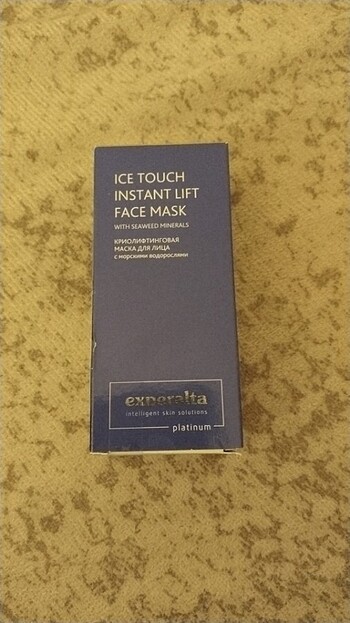 ICE TOUCH
INSTANT LIFT
FACE MASK
WITH SEAWEED MINERALS
КРИОЛИФТИНГОВАЯ
МАСКА ДЛЯ ЛИЦА
с морскими водорослями
experalta
intelligent skin solutions
platinum